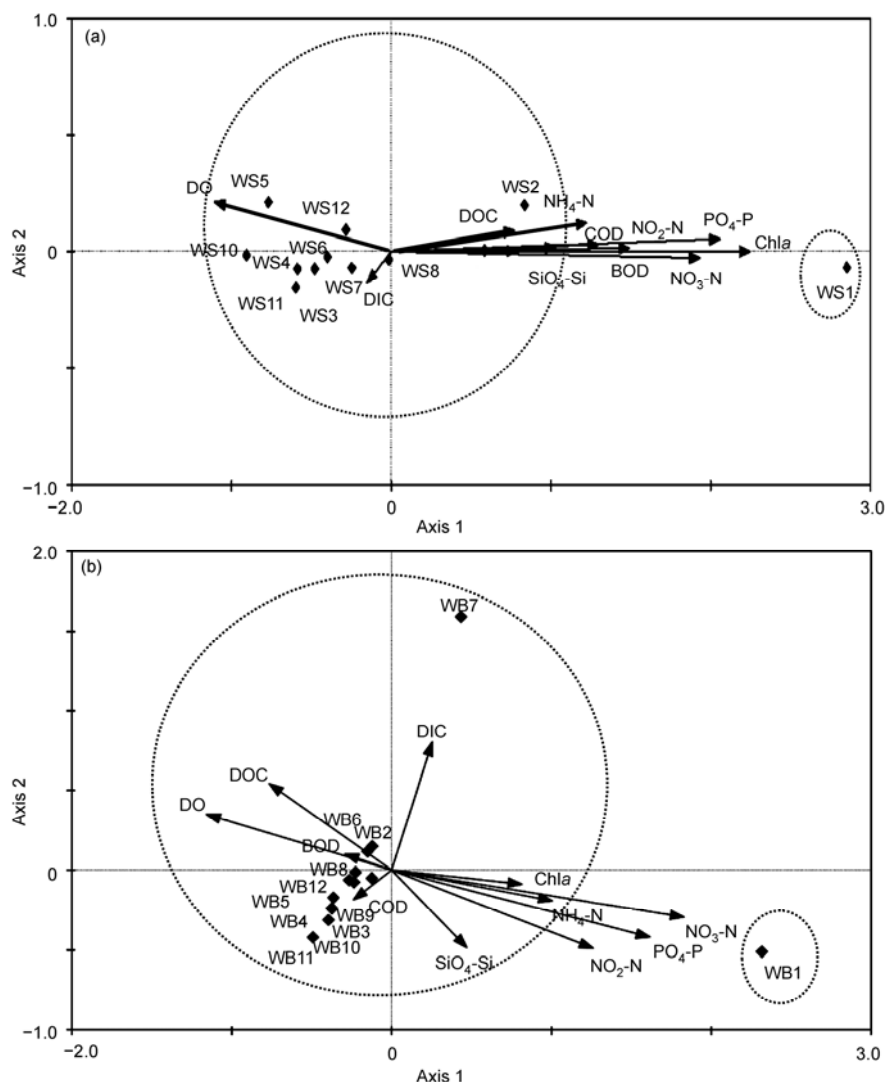 1.0
(a)
WS5
DO
WS12
WS2
NH₄-N
DOC
NO₂-N
PO₄-P
COD
Axis 2
0
Chla
WS10
WS6
WS4
WS8
WS7
SiO₄-Si
BOD
NO₃-N
WS1
DIC
WS11
WS3
−1.0
−2.0
0
3.0
Axis 1
2.0
(b)
WB7
DIC
DOC
DO
WB6
WB2
BOD
Axis 2
0
WB8
Chla
WB12
WB5
COD
NH₄-N
WB9
WB4
WB3
NO₃-N
WB10
PO₄-P
WB11
SiO₄-Si
NO₂-N
WB1
−1.0
−2.0
0
3.0
Axis 1